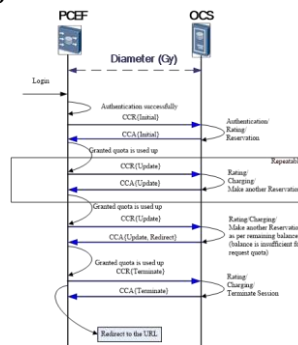 PCEF
OCS
Diameter (Gy)
Login
Authentication successfully
CCR{Initial}
Authentication/
Rating/
Reservation
CCA{Initial}
Granted quota is used up
Repeatable
CCR{Update}
Rating/
Charging/
Make another Reservation
CCA{Update}
Granted quota is used up
CCR{Update}
Rating/Charging/
Make another Reservation
as per remaining balance
(balance is insufficient for
request quota)
CCA{Update, Redirect}
Granted quota is used up
CCR{Terminate}
Rating/
Charging/
Terminate Session
CCA{Terminate}
Redirect to the URL